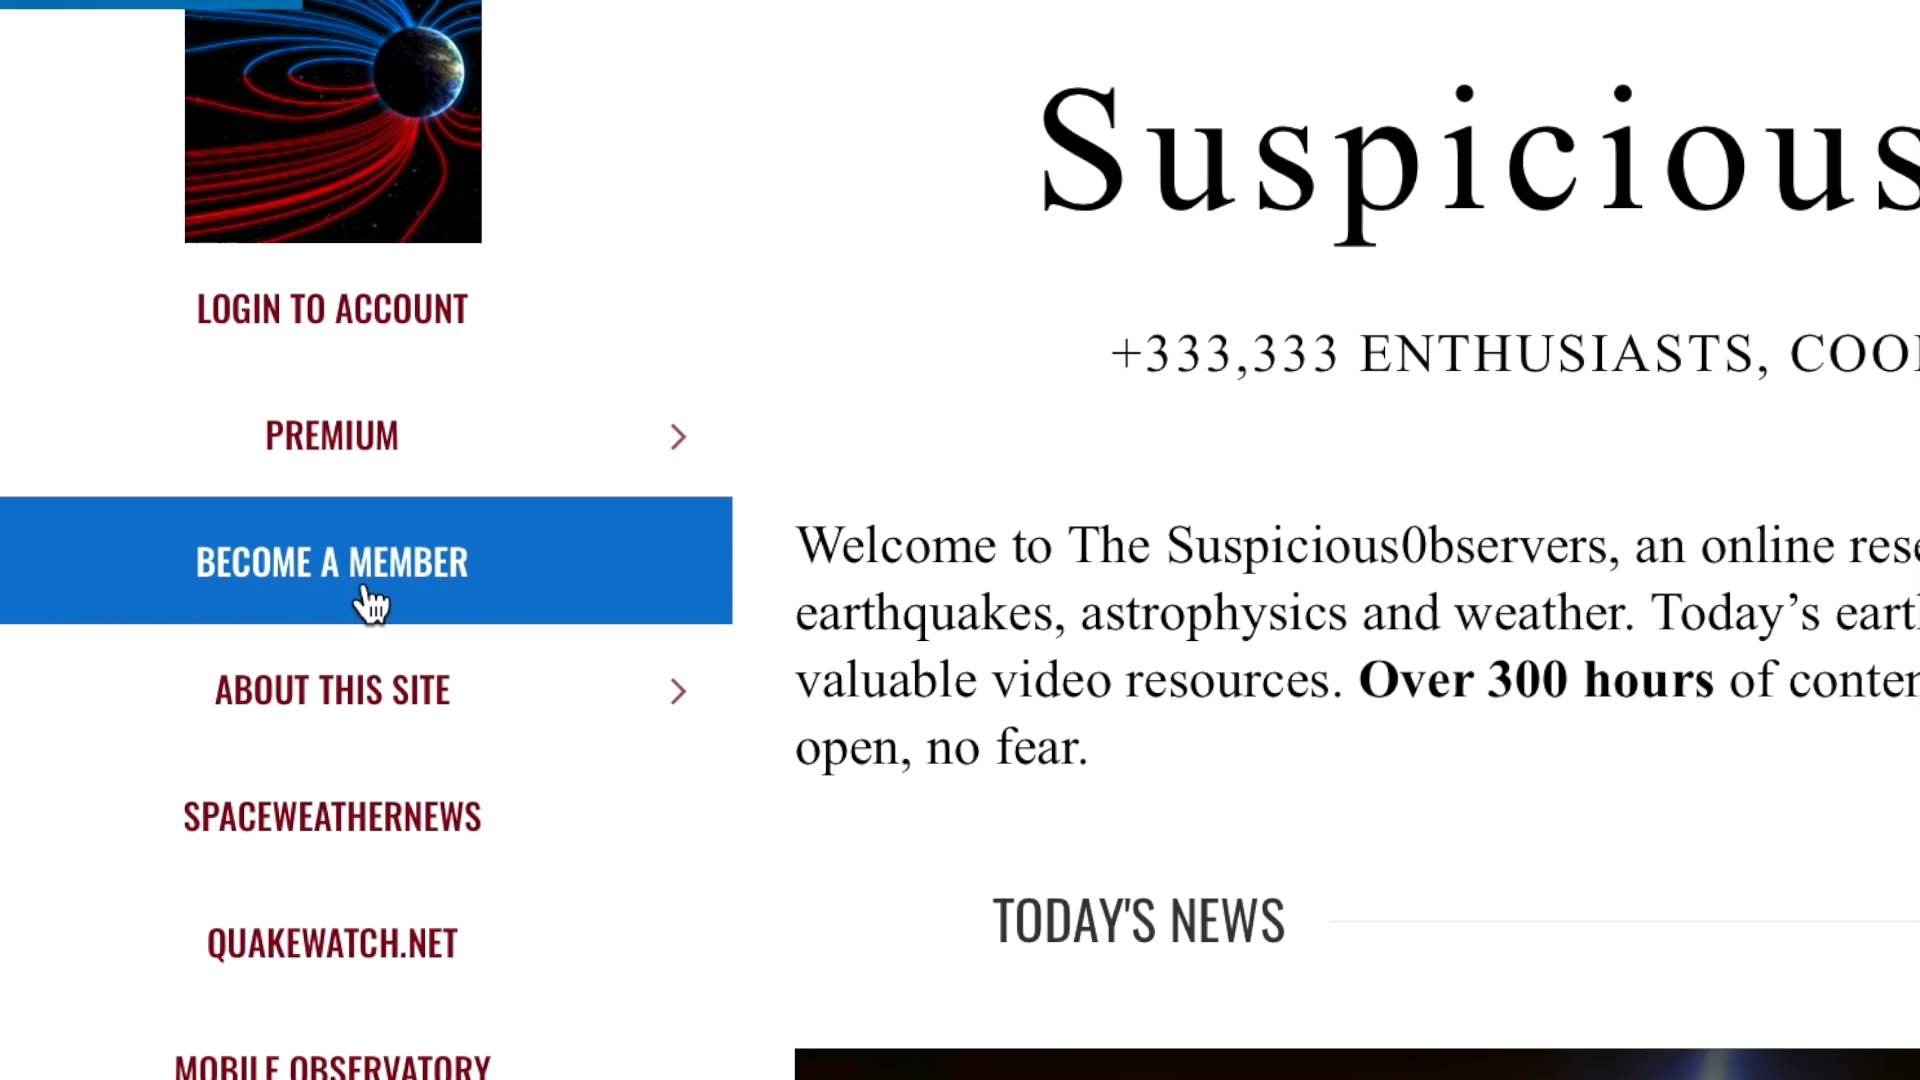 LOGIN TO ACCOUNT
PREMIUM
BECOME A MEMBER
ABOUT THIS SITE
SPACEWEATHERNEWS
QUAKEWATCH.NET
MOBILE OBSERVATORY
Suspicious
+333,333 ENTHUSIASTS,
Welcome to The Suspicious0bservers, an online
earthquakes, astrophysics and weather. Today’s
valuable video resources. Over 300 hours of
open, no fear.
TODAY'S NEWS